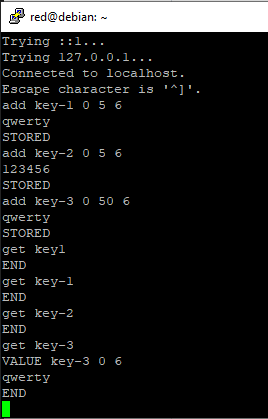 red@debian: ~
Trying ::1...
Trying 127.0.0.1...
Connected to localhost.
Escape character is '^]'.
add key-1 0 5 6
qwerty
STORED
add key-2 0 5 6
123456
STORED
add key-3 0 50 6
qwerty
STORED
get key1
END
get key-1
END
get key-2
END
get key-3
VALUE key-3 0 6
qwerty
END